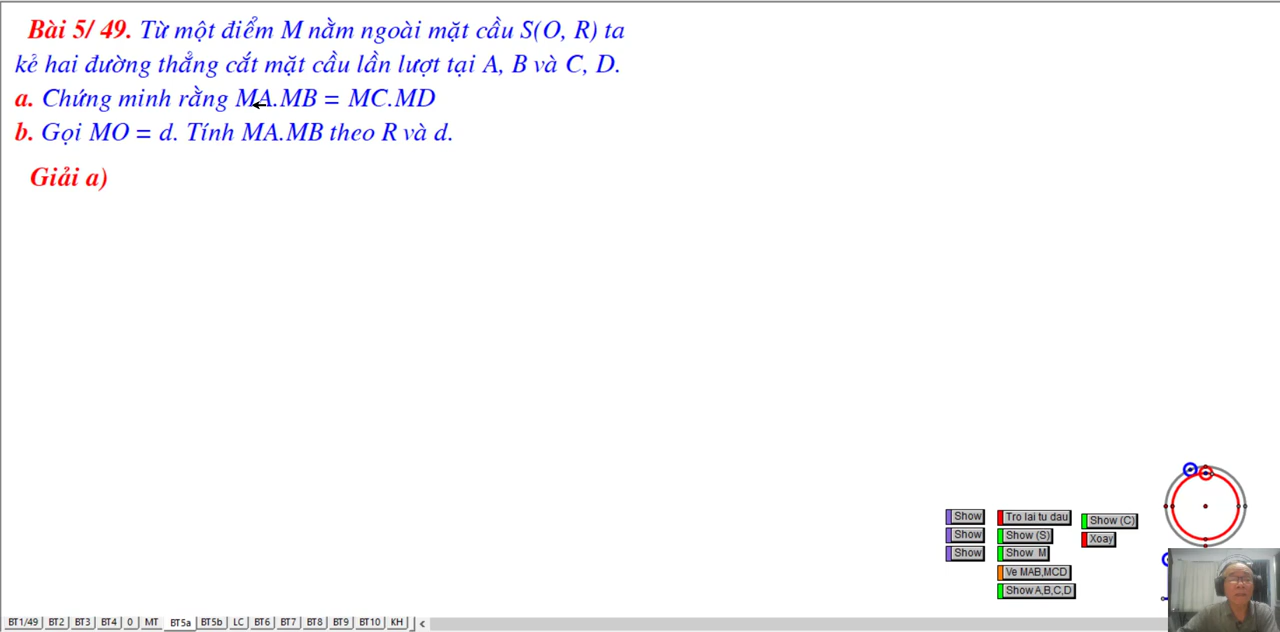 Bài 5/ 49. Từ một điểm M nằm ngoài mặt cầu S(O, R) ta
kẻ hai đường thẳng cắt mặt cầu lần lượt tại A, B và C, D.
a. Chứng minh rằng MA.MB = MC.MD
b. Gọi MO = d. Tính MA.MB theo R và d.
Giải a)
Show
Tro lai tu dau
Show (C)
Show
Show (S)
Xoay
Show
Show M
Ve MAB,MCD
Show A,B,C,D
BT1/49 BT2 BT3 BT4 0 MT BT5a BT5b LC BT6 BT7 BT8 BT9 BT10 KH <